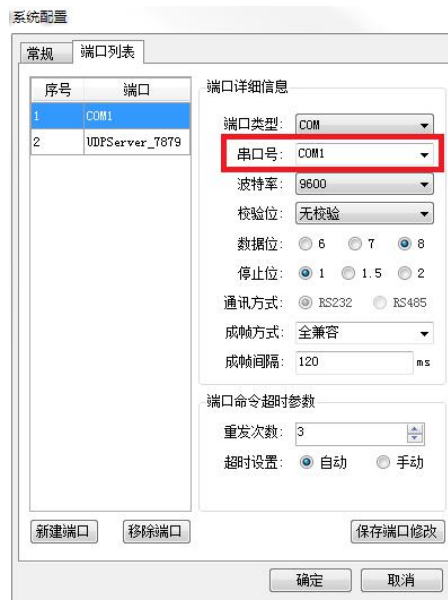 系统配置
常规 端口列表
序号 端口
1 COM1
2 UDPServer_7879
端口详细信息
端口类型: COM
串口号: COM1
波特率: 9600
校验位: 无校验
数据位: 6 7 8
停止位: 1 1.5 2
通讯方式: RS232 RS485
成帧方式: 全兼容
成帧间隔: 120 ms
端口命令超时参数
重发次数: 3
超时设置: 自动 手动
新建端口 移除端口 保存端口修改
确定 取消